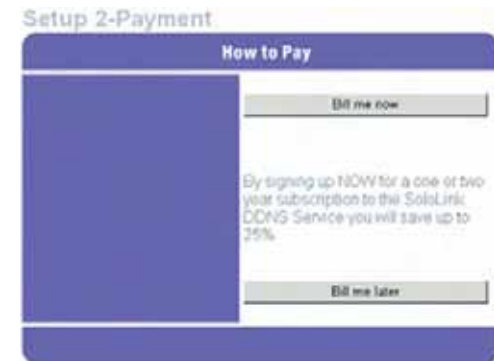 Setup 2-Payment
How to Pay
Bill me now
By signing up NOW for a one or two
year subscription to the SoloLink
DDNS Service you will save up to
25%
Bill me later